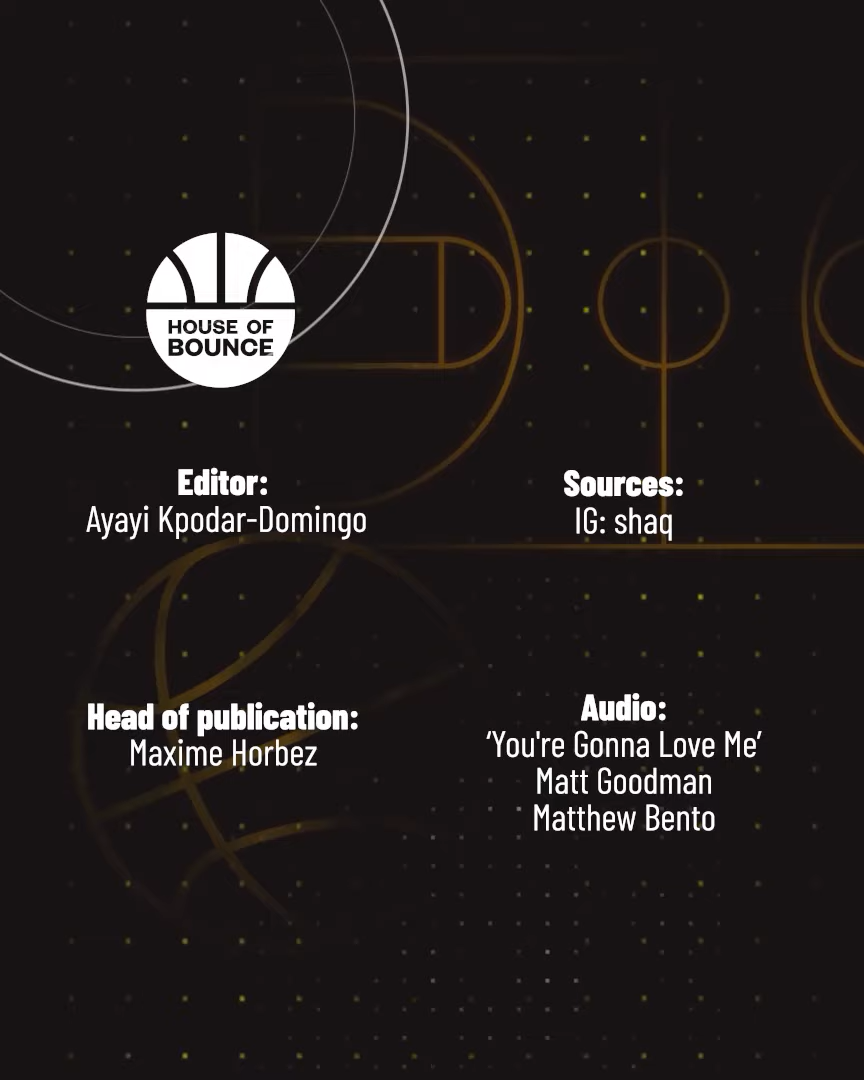 HOUSE OF
BOUNCE
Editor:
Ayayi Kpodar-Domingo
Sources:
IG: shaq
Head of publication:
Maxime Horbez
Audio:
‘You're Gonna Love Me’
Matt Goodman
Matthew Bento